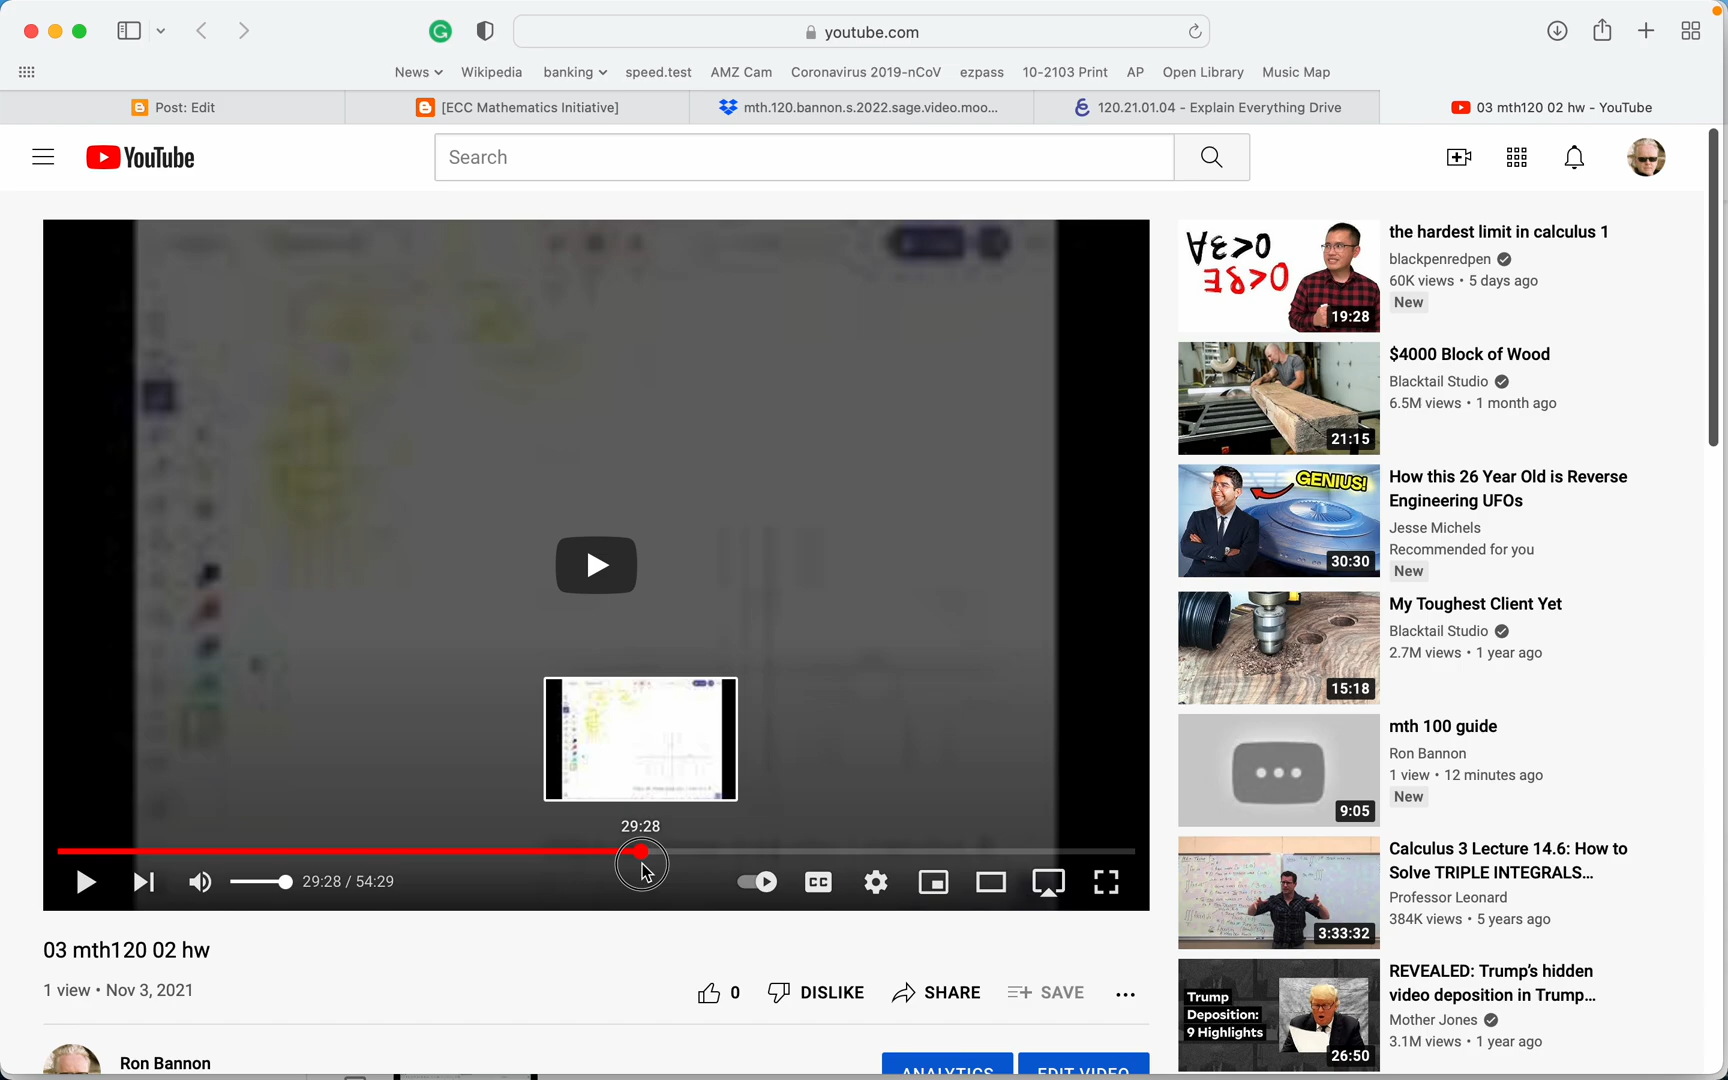 youtube.com
News
Wikipedia
banking
speed.test
AMZ Cam
Coronavirus 2019-nCoV
ezpass
10-2103 Print
AP
Open Library
Music Map
Post: Edit
[ECC Mathematics Initiative]
mth.120.bannon.s.2022.sage.video.moo...
120.21.01.04 - Explain Everything Drive
03 mth120 02 hw - YouTube
YouTube
Search
29:28
29:28 / 54:29
CC
03 mth120 02 hw
1 view • Nov 3, 2021
0
DISLIKE
SHARE
SAVE
Ron Bannon
ANALYTICS
EDIT VIDEO
∀ε>0
∃δ>0
19:28
the hardest limit in calculus 1
blackpenredpen
60K views • 5 days ago
New
21:15
$4000 Block of Wood
Blacktail Studio
6.5M views • 1 month ago
GENIUS!
30:30
How this 26 Year Old is Reverse
Engineering UFOs
Jesse Michels
Recommended for you
New
15:18
My Toughest Client Yet
Blacktail Studio
2.7M views • 1 year ago
9:05
mth 100 guide
Ron Bannon
1 view • 12 minutes ago
New
3:33:32
Calculus 3 Lecture 14.6: How to
Solve TRIPLE INTEGRALS...
Professor Leonard
384K views • 5 years ago
Trump
Deposition:
9 Highlights
26:50
REVEALED: Trump's hidden
video deposition in Trump...
Mother Jones
3.1M views • 1 year ago